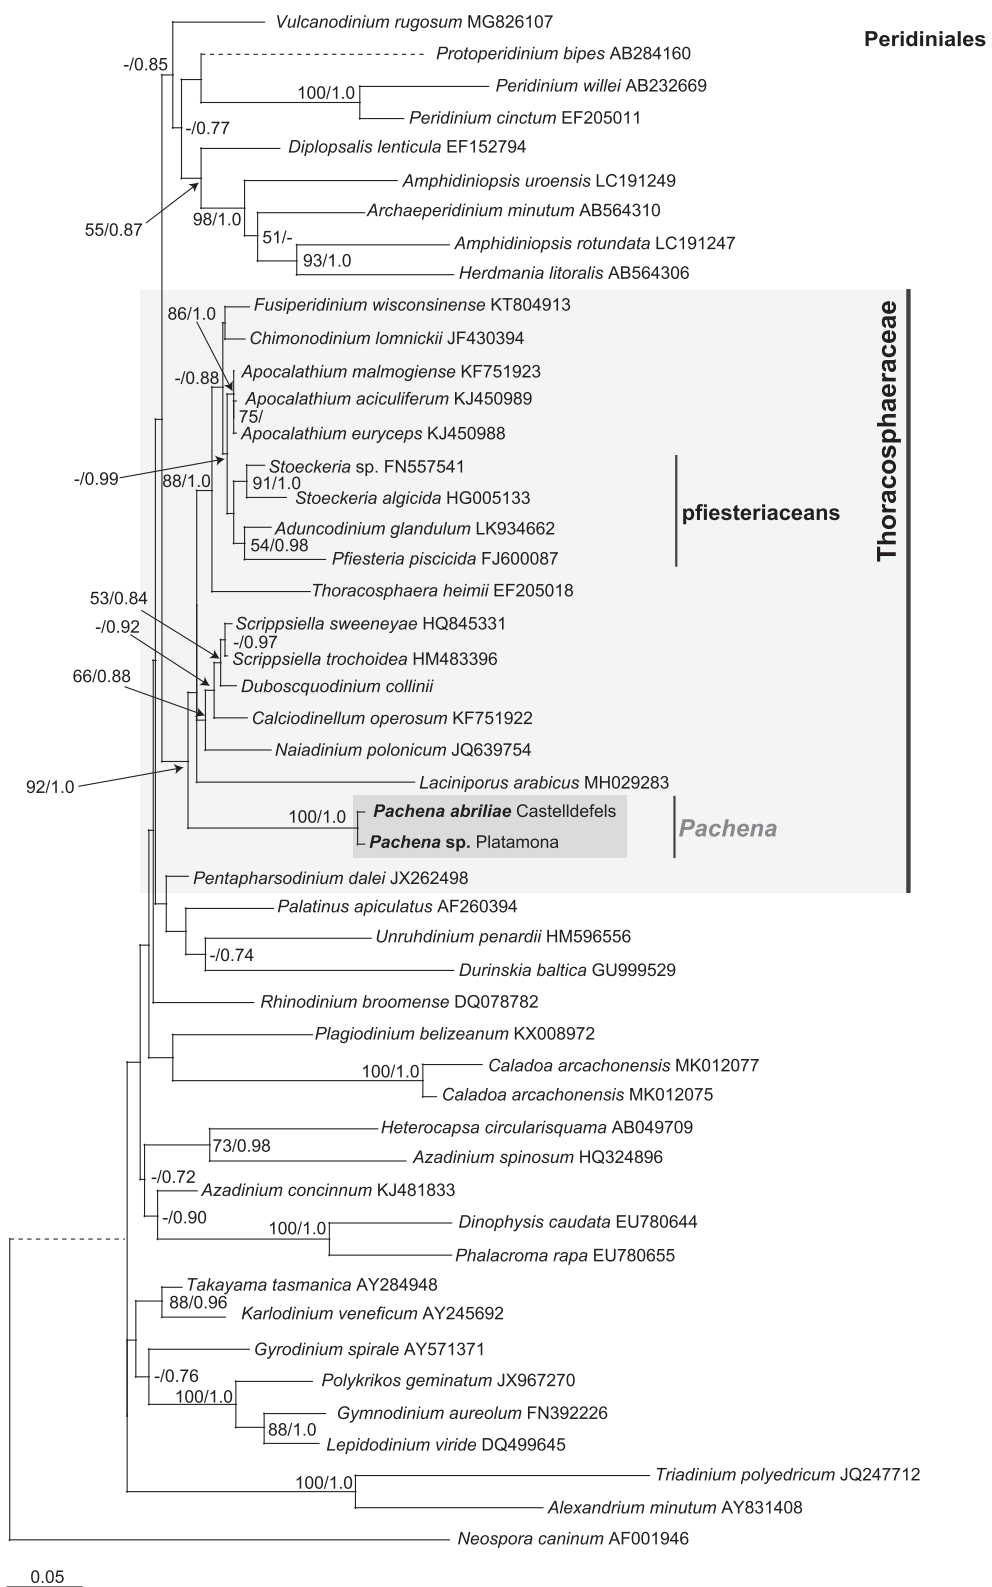 Vulcanodinium rugosum MG826107
Peridiniales
Protoperidinium bipes AB284160
-/0.85
Peridinium willei AB232669
100/1.0
Peridinium cinctum EF205011
-/0.77
Diplopsalis lenticula EF152794
Amphidiniopsis uroensis LC191249
Archaeperidinium minutum AB564310
98/1.0
55/0.87
51/-
Amphidiniopsis rotundata LC191247
93/1.0
Herdmania litoralis AB564306
Thoracosphaeraceae
Fusiperidinium wisconsinense KT804913
86/1.0
Chimonodinium lomnickii JF430394
Apocalathium malmogiense KF751923
-/0.88
Apocalathium aciculiferum KJ450989
75/
Apocalathium euryceps KJ450988
Stoeckeria sp. FN557541
-/0.99
88/1.0
91/1.0
Stoeckeria algicida HG005133
pfiesteriaceans
Aduncodinium glandulum LK934662
54/0.98
Pfiesteria piscicida FJ600087
Thoracosphaera heimii EF205018
53/0.84
Scrippsiella sweeneyae HQ845331
-/0.92
-/0.97
Scrippsiella trochoidea HM483396
66/0.88
Duboscquodinium collinii
Calciodinellum operosum KF751922
Naiadinium polonicum JQ639754
Laciniporus arabicus MH029283
92/1.0
Pachena abriliae Castelldefels
100/1.0
Pachena
Pachena sp. Platamona
Pentapharsodinium dalei JX262498
Palatinus apiculatus AF260394
Unruhdinium penardii HM596556
-/0.74
Durinskia baltica GU999529
Rhinodinium broomense DQ078782
Plagiodinium belizeanum KX008972
Caladoa arcachonensis MK012077
100/1.0
Caladoa arcachonensis MK012075
Heterocapsa circularisquama AB049709
73/0.98
Azadinium spinosum HQ324896
-/0.72
Azadinium concinnum KJ481833
-/0.90
Dinophysis caudata EU780644
100/1.0
Phalacroma rapa EU780655
Takayama tasmanica AY284948
88/0.96
Karlodinium veneficum AY245692
Gyrodinium spirale AY571371
-/0.76
Polykrikos geminatum JX967270
100/1.0
Gymnodinium aureolum FN392226
88/1.0
Lepidodinium viride DQ499645
Triadinium polyedricum JQ247712
100/1.0
Alexandrium minutum AY831408
Neospora caninum AF001946
0.05